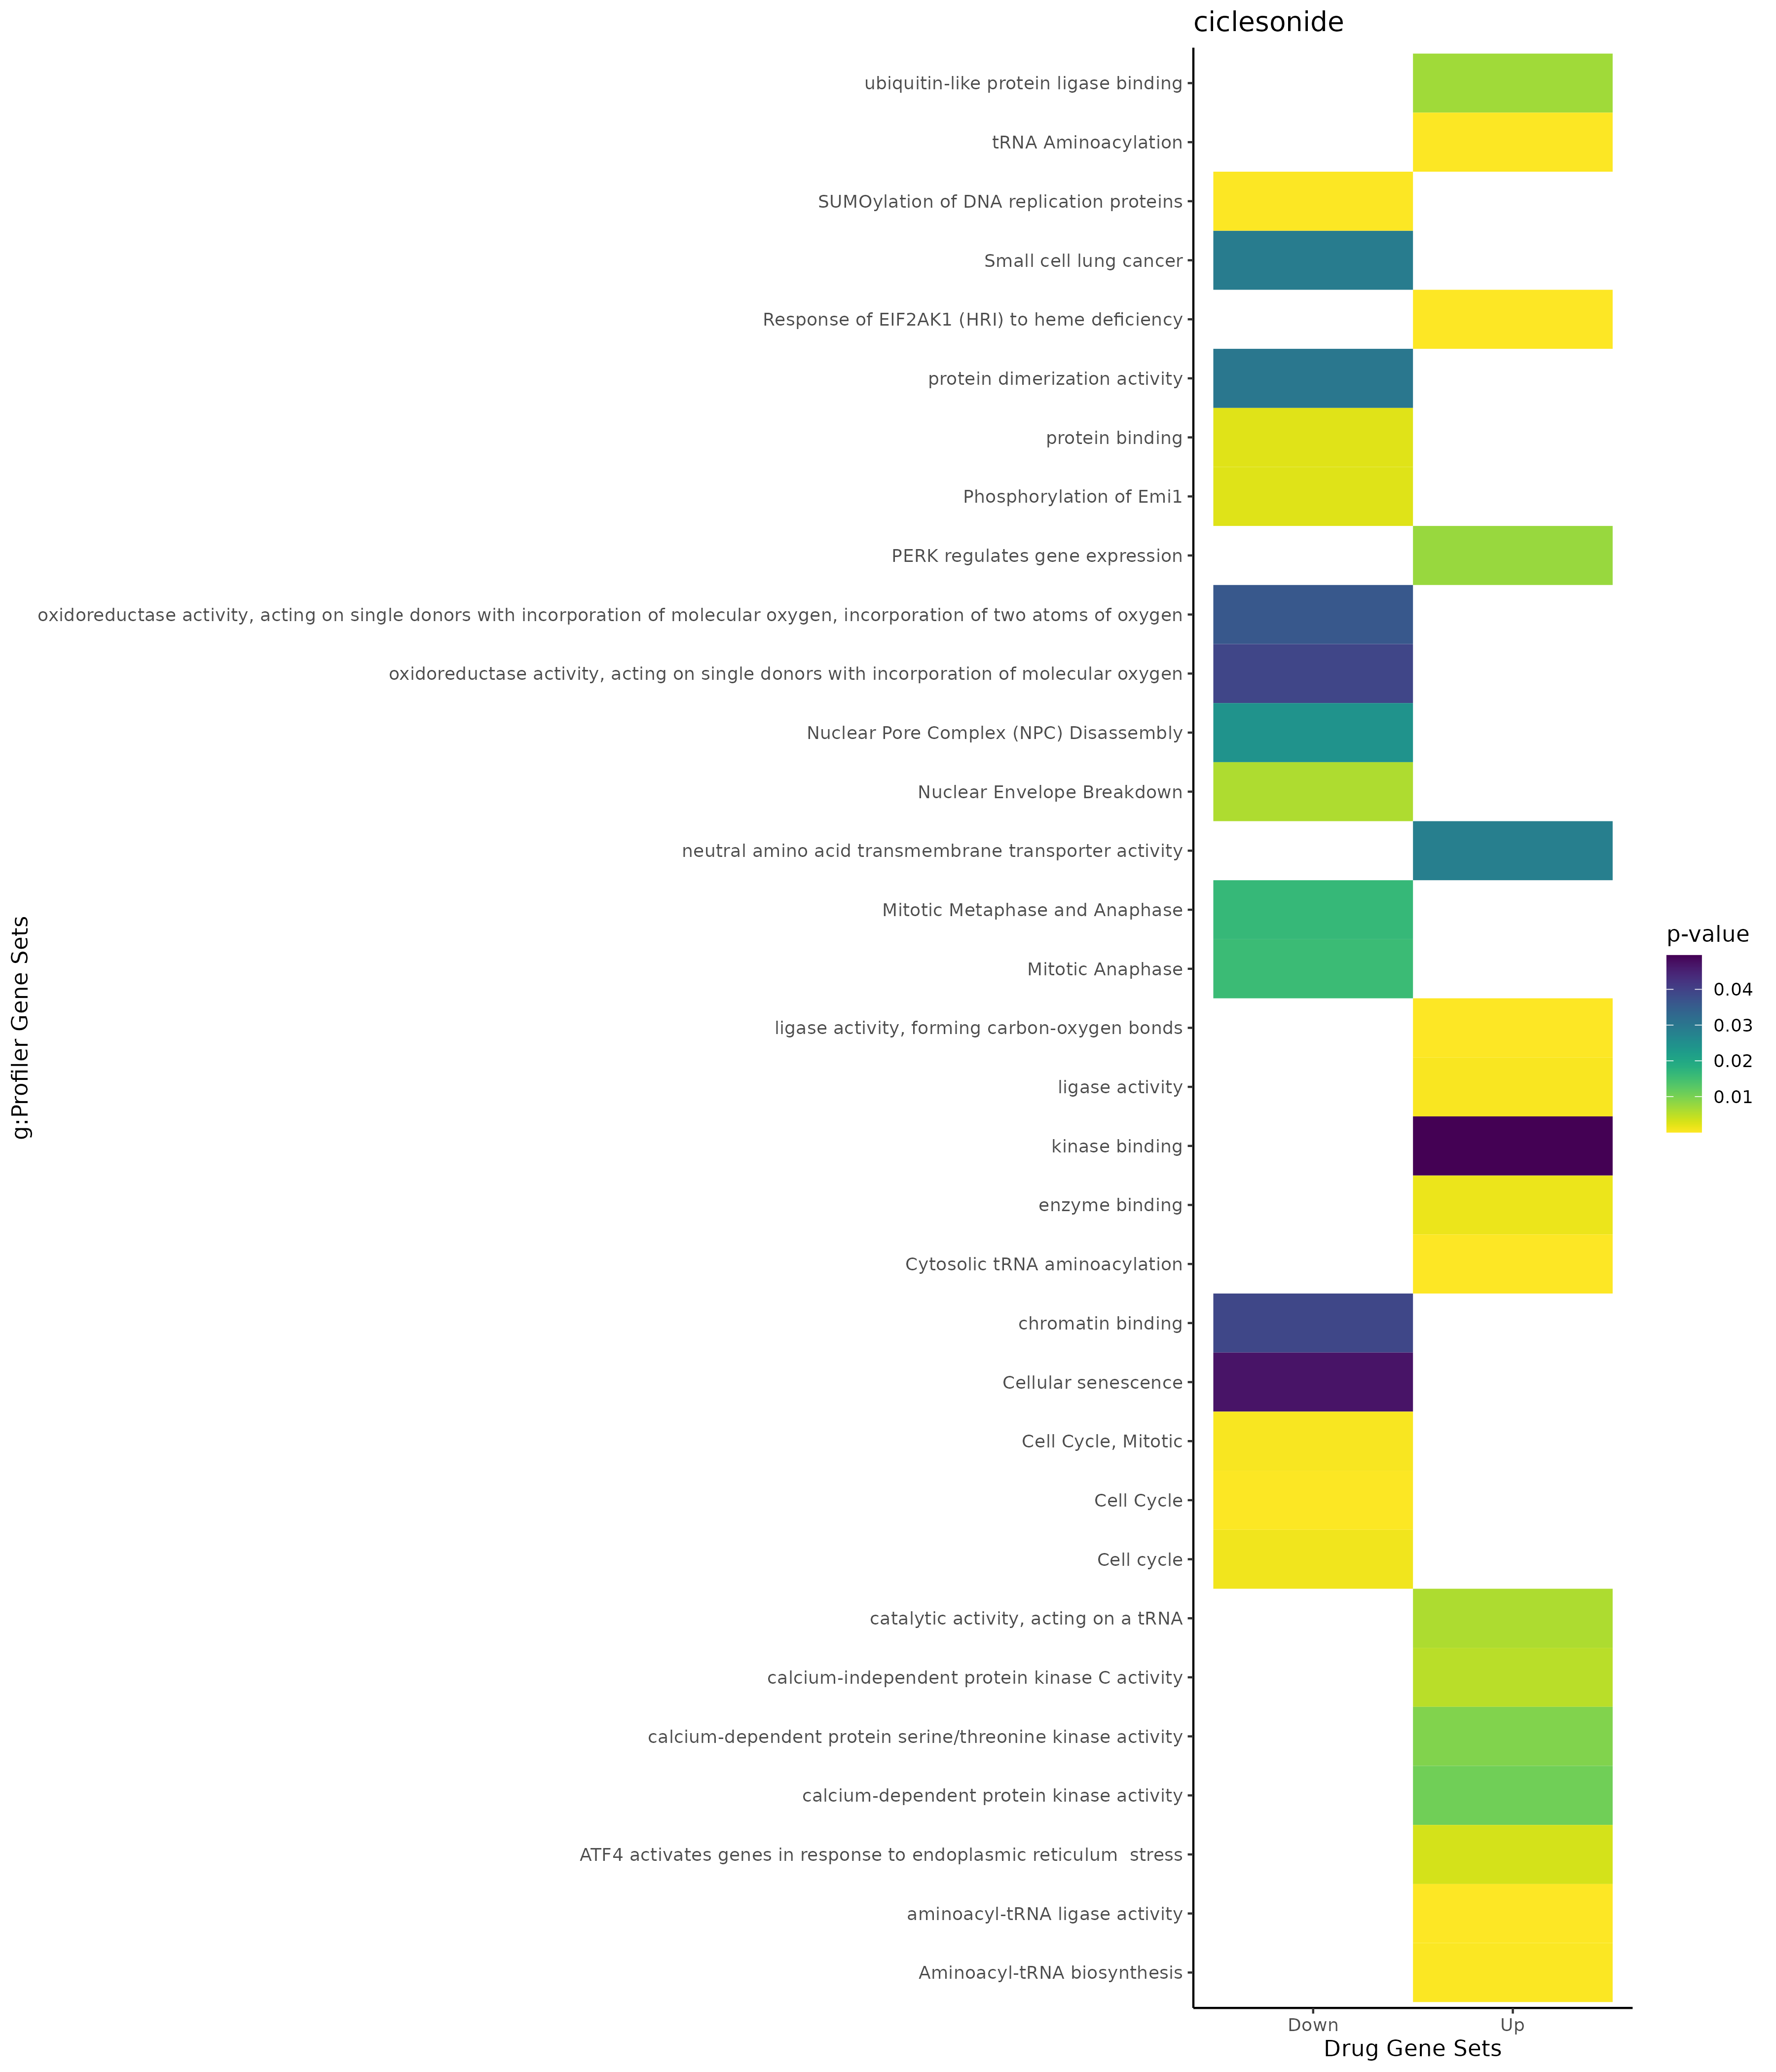 ciclesonide
ubiquitin-like protein ligase binding
tRNA Aminoacylation
SUMOylation of DNA replication proteins
Small cell lung cancer
Response of EIF2AK1 (HRI) to heme deficiency
protein dimerization activity
protein binding
Phosphorylation of Emi1
PERK regulates gene expression
oxidoreductase activity, acting on single donors with incorporation of molecular oxygen, incorporation of two atoms of oxygen
oxidoreductase activity, acting on single donors with incorporation of molecular oxygen
Nuclear Pore Complex (NPC) Disassembly
Nuclear Envelope Breakdown
neutral amino acid transmembrane transporter activity
Mitotic Metaphase and Anaphase
Mitotic Anaphase
ligase activity, forming carbon-oxygen bonds
ligase activity
kinase binding
enzyme binding
Cytosolic tRNA aminoacylation
chromatin binding
Cellular senescence
Cell Cycle, Mitotic
Cell Cycle
Cell cycle
catalytic activity, acting on a tRNA
calcium-independent protein kinase C activity
calcium-dependent protein serine/threonine kinase activity
calcium-dependent protein kinase activity
ATF4 activates genes in response to endoplasmic reticulum  stress
aminoacyl-tRNA ligase activity
Aminoacyl-tRNA biosynthesis
g:Profiler Gene Sets
Down
Up
Drug Gene Sets
p-value
0.04
0.03
0.02
0.01